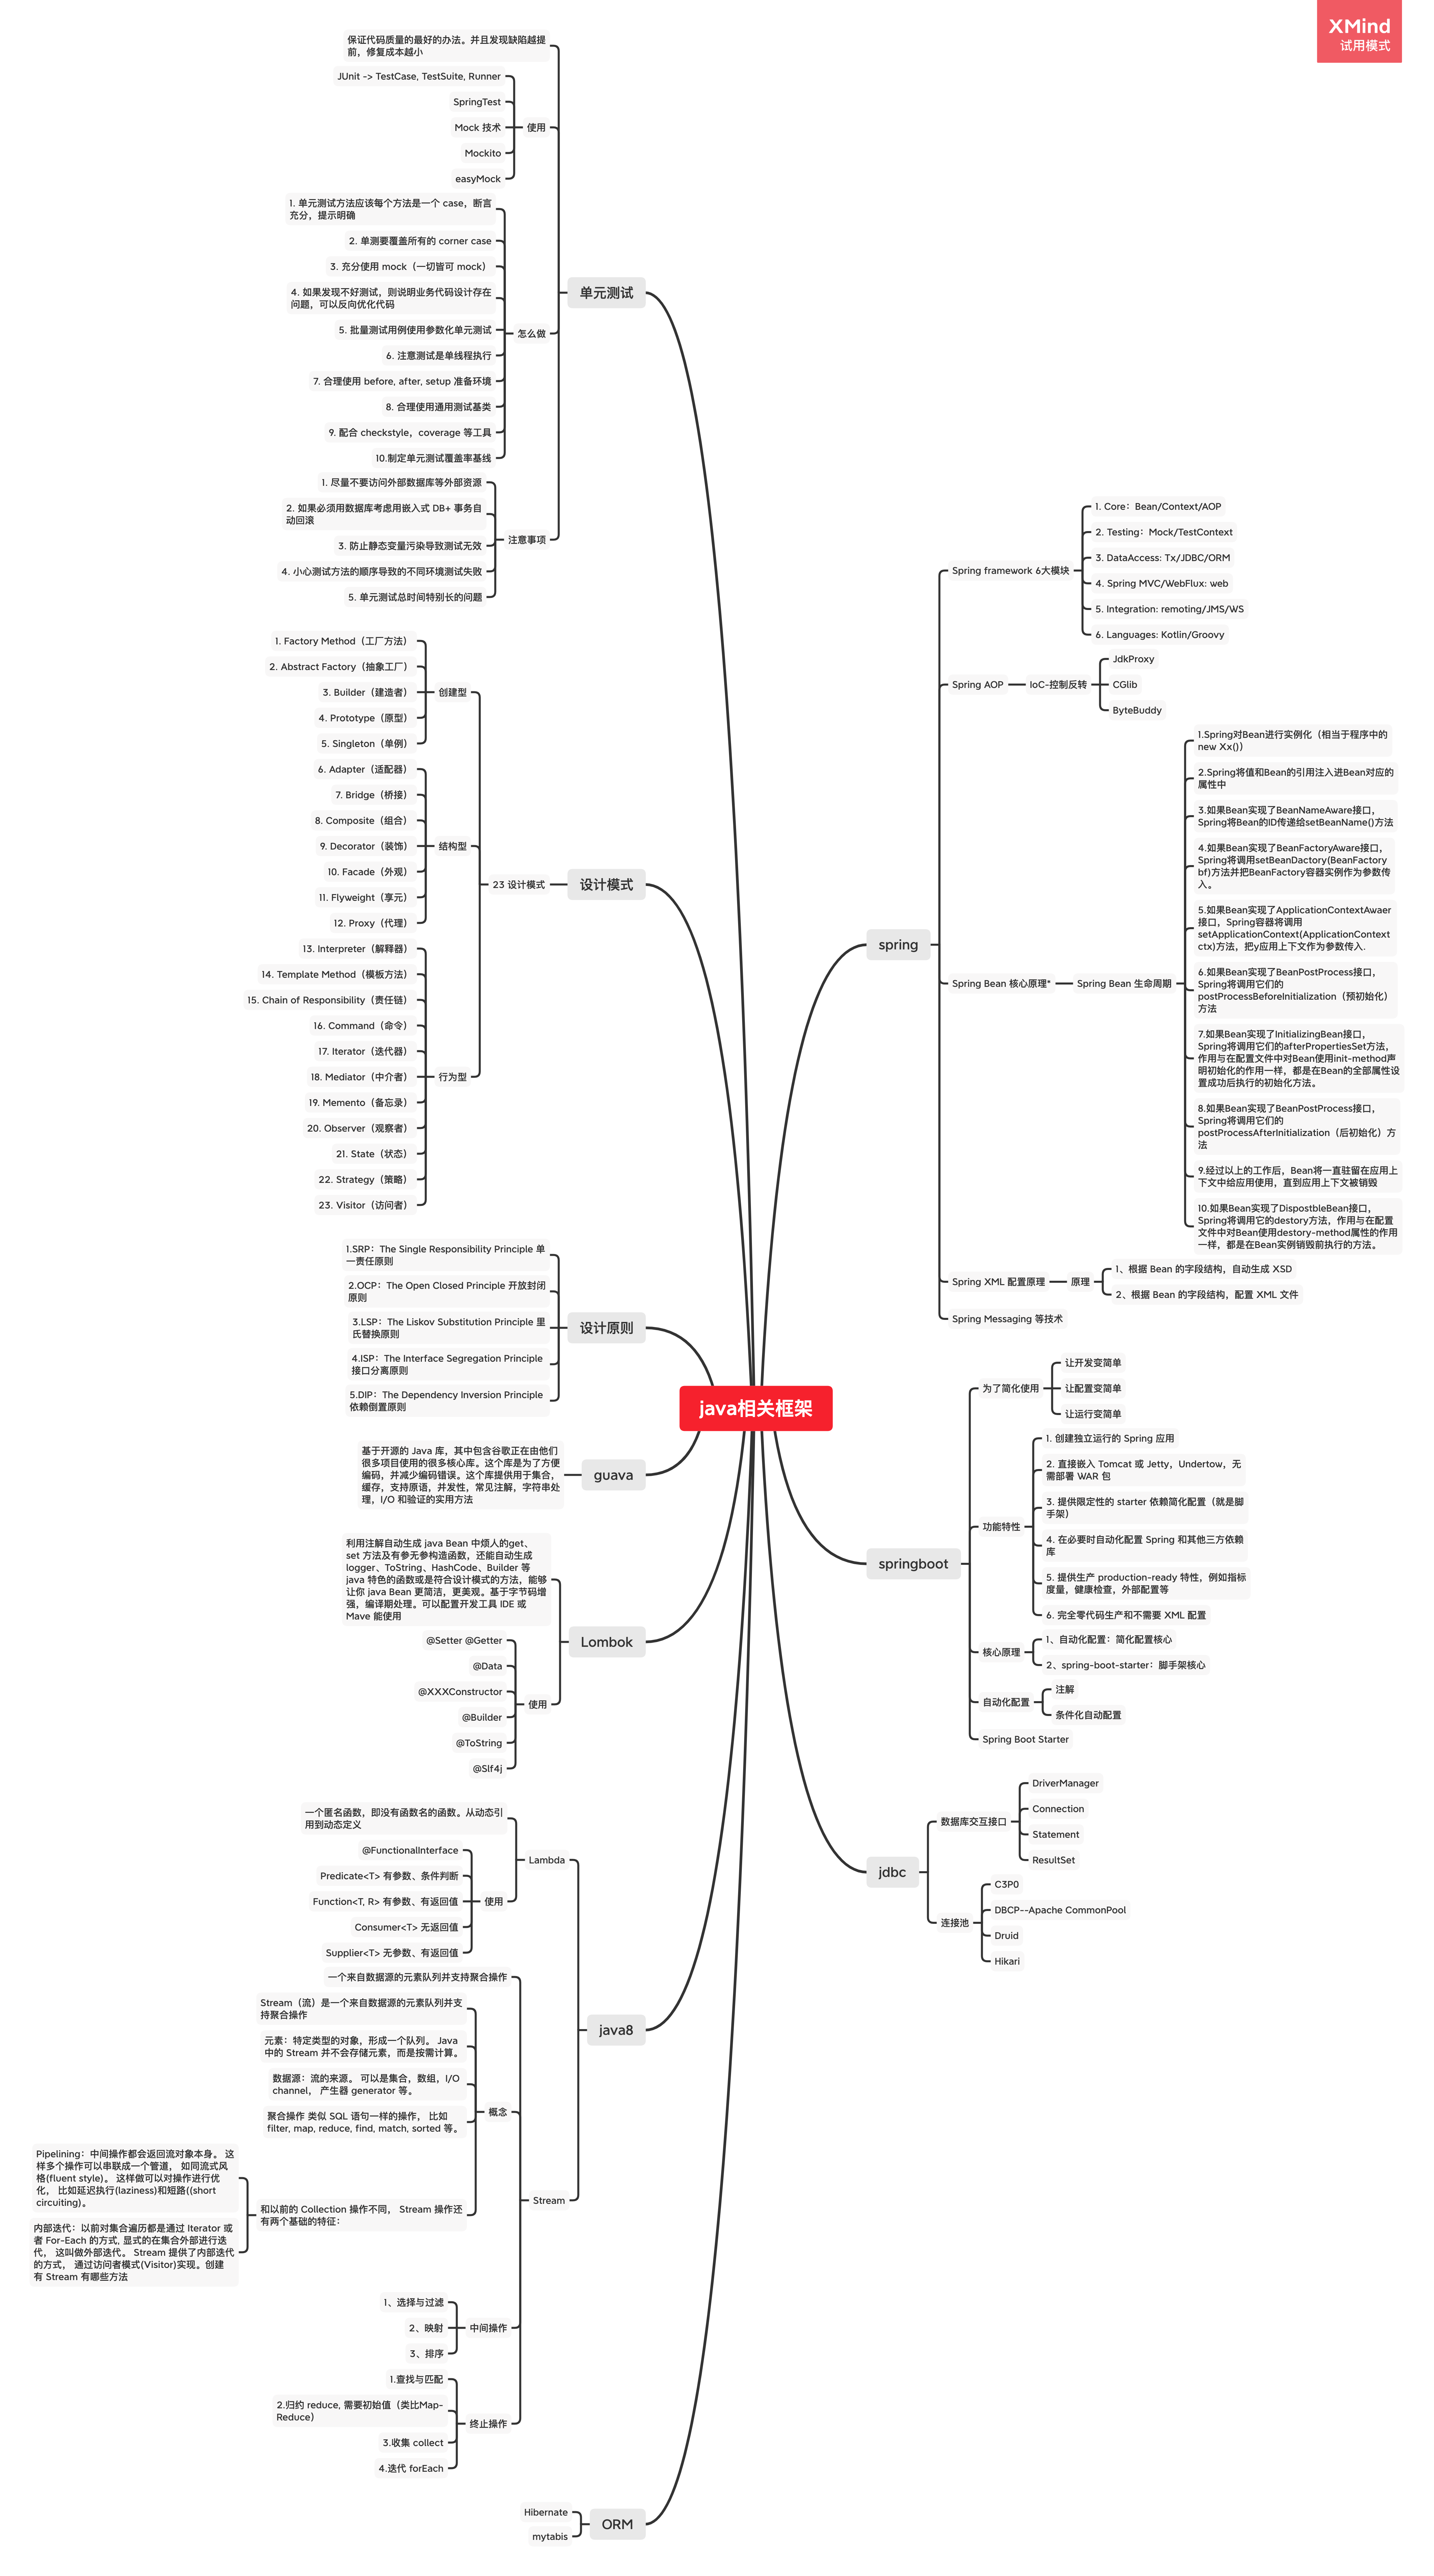 XMind
试用模式
java相关框架
spring
Spring framework 6大模块
1. Core：Bean/Context/AOP
2. Testing：Mock/TestContext
3. DataAccess: Tx/JDBC/ORM
4. Spring MVC/WebFlux: web
5. Integration: remoting/JMS/WS
6. Languages: Kotlin/Groovy
Spring AOP
IoC-控制反转
JdkProxy
CGlib
ByteBuddy
Spring Bean 核心原理*
Spring Bean 生命周期
1.Spring对Bean进行实例化（相当于程序中的
new Xx()）
2.Spring将值和Bean的引用注入进Bean对应的
属性中
3.如果Bean实现了BeanNameAware接口，
Spring将Bean的ID传递给setBeanName()方法
4.如果Bean实现了BeanFactoryAware接口，
Spring将调用setBeanDactory(BeanFactory
bf)方法并把BeanFactory容器实例作为参数传
入。
5.如果Bean实现了ApplicationContextAwaer
接口，Spring容器将调用
setApplicationContext(ApplicationContext
ctx)方法，把y应用上下文作为参数传入.
6.如果Bean实现了BeanPostProcess接口，
Spring将调用它们的
postProcessBeforeInitialization（预初始化）
方法
7.如果Bean实现了InitializingBean接口，
Spring将调用它们的afterPropertiesSet方法，
作用与在配置文件中对Bean使用init-method声
明初始化的作用一样，都是在Bean的全部属性设
置成功后执行的初始化方法。
8.如果Bean实现了BeanPostProcess接口，
Spring将调用它们的
postProcessAfterInitialization（后初始化）方
法
9.经过以上的工作后，Bean将一直驻留在应用上
下文中给应用使用，直到应用上下文被销毁
10.如果Bean实现了DispostbleBean接口，
Spring将调用它的destory方法，作用与在配置
文件中对Bean使用destory-method属性的作用
一样，都是在Bean实例销毁前执行的方法。
Spring XML 配置原理
原理
1、根据 Bean 的字段结构，自动生成 XSD
2、根据 Bean 的字段结构，配置 XML 文件
Spring Messaging 等技术
springboot
为了简化使用
让开发变简单
让配置变简单
让运行变简单
功能特性
1. 创建独立运行的 Spring 应用
2. 直接嵌入 Tomcat 或 Jetty，Undertow，无
需部署 WAR 包
3. 提供限定性的 starter 依赖简化配置（就是脚
手架）
4. 在必要时自动化配置 Spring 和其他三方依赖
库
5. 提供生产 production-ready 特性，例如指标
度量，健康检查，外部配置等
6. 完全零代码生产和不需要 XML 配置
核心原理
1、自动化配置：简化配置核心
2、spring-boot-starter：脚手架核心
自动化配置
注解
条件化自动配置
Spring Boot Starter
jdbc
数据库交互接口
DriverManager
Connection
Statement
ResultSet
连接池
C3P0
DBCP--Apache CommonPool
Druid
Hikari
单元测试
保证代码质量的最好的办法。并且发现缺陷越提
前，修复成本越小
使用
JUnit -> TestCase, TestSuite, Runner
SpringTest
Mock 技术
Mockito
easyMock
怎么做
1. 单元测试方法应该每个方法是一个 case，断言
充分，提示明确
2. 单测要覆盖所有的 corner case
3. 充分使用 mock（一切皆可 mock）
4. 如果发现不好测试，则说明业务代码设计存在
问题，可以反向优化代码
5. 批量测试用例使用参数化单元测试
6. 注意测试是单线程执行
7. 合理使用 before, after, setup 准备环境
8. 合理使用通用测试基类
9. 配合 checkstyle，coverage 等工具
10.制定单元测试覆盖率基线
注意事项
1. 尽量不要访问外部数据库等外部资源
2. 如果必须用数据库考虑用嵌入式 DB+ 事务自
动回滚
3. 防止静态变量污染导致测试无效
4. 小心测试方法的顺序导致的不同环境测试失败
5. 单元测试总时间特别长的问题
设计模式
23 设计模式
创建型
1. Factory Method（工厂方法）
2. Abstract Factory（抽象工厂）
3. Builder（建造者）
4. Prototype（原型）
5. Singleton（单例）
结构型
6. Adapter（适配器）
7. Bridge（桥接）
8. Composite（组合）
9. Decorator（装饰）
10. Facade（外观）
11. Flyweight（享元）
12. Proxy（代理）
行为型
13. Interpreter（解释器）
14. Template Method（模板方法）
15. Chain of Responsibility（责任链）
16. Command（命令）
17. Iterator（迭代器）
18. Mediator（中介者）
19. Memento（备忘录）
20. Observer（观察者）
21. State（状态）
22. Strategy（策略）
23. Visitor（访问者）
设计原则
1.SRP：The Single Responsibility Principle 单
一责任原则
2.OCP：The Open Closed Principle 开放封闭
原则
3.LSP：The Liskov Substitution Principle 里
氏替换原则
4.ISP：The Interface Segregation Principle
接口分离原则
5.DIP：The Dependency Inversion Principle
依赖倒置原则
guava
基于开源的 Java 库，其中包含谷歌正在由他们
很多项目使用的很多核心库。这个库是为了方便
编码，并减少编码错误。这个库提供用于集合，
缓存，支持原语，并发性，常见注解，字符串处
理，I/O 和验证的实用方法
Lombok
利用注解自动生成 java Bean 中烦人的get、
set 方法及有参无参构造函数，还能自动生成
logger、ToString、HashCode、Builder 等
java 特色的函数或是符合设计模式的方法，能够
让你 java Bean 更简洁，更美观。基于字节码增
强，编译期处理。可以配置开发工具 IDE 或
Mave 能使用
使用
@Setter @Getter
@Data
@XXXConstructor
@Builder
@ToString
@Slf4j
java8
Lambda
一个匿名函数，即没有函数名的函数。从动态引
用到动态定义
使用
@FunctionalInterface
Predicate<T> 有参数、条件判断
Function<T, R> 有参数、有返回值
Consumer<T> 无返回值
Supplier<T> 无参数、有返回值
Stream
一个来自数据源的元素队列并支持聚合操作
概念
Stream（流）是一个来自数据源的元素队列并支
持聚合操作
元素：特定类型的对象，形成一个队列。 Java
中的 Stream 并不会存储元素，而是按需计算。
数据源：流的来源。 可以是集合，数组，I/O
channel， 产生器 generator 等。
聚合操作 类似 SQL 语句一样的操作， 比如
filter, map, reduce, find, match, sorted 等。
和以前的 Collection 操作不同， Stream 操作还
有两个基础的特征：
Pipelining：中间操作都会返回流对象本身。 这
样多个操作可以串联成一个管道， 如同流式风
格(fluent style)。 这样做可以对操作进行优
化， 比如延迟执行(laziness)和短路((short
circuiting)。
内部迭代：以前对集合遍历都是通过 Iterator 或
者 For-Each 的方式, 显式的在集合外部进行迭
代， 这叫做外部迭代。 Stream 提供了内部迭代
的方式， 通过访问者模式(Visitor)实现。创建
有 Stream 有哪些方法
中间操作
1、选择与过滤
2、映射
3、排序
终止操作
1.查找与匹配
2.归约 reduce, 需要初始值（类比Map-
Reduce）
3.收集 collect
4.迭代 forEach
ORM
Hibernate
mytabis